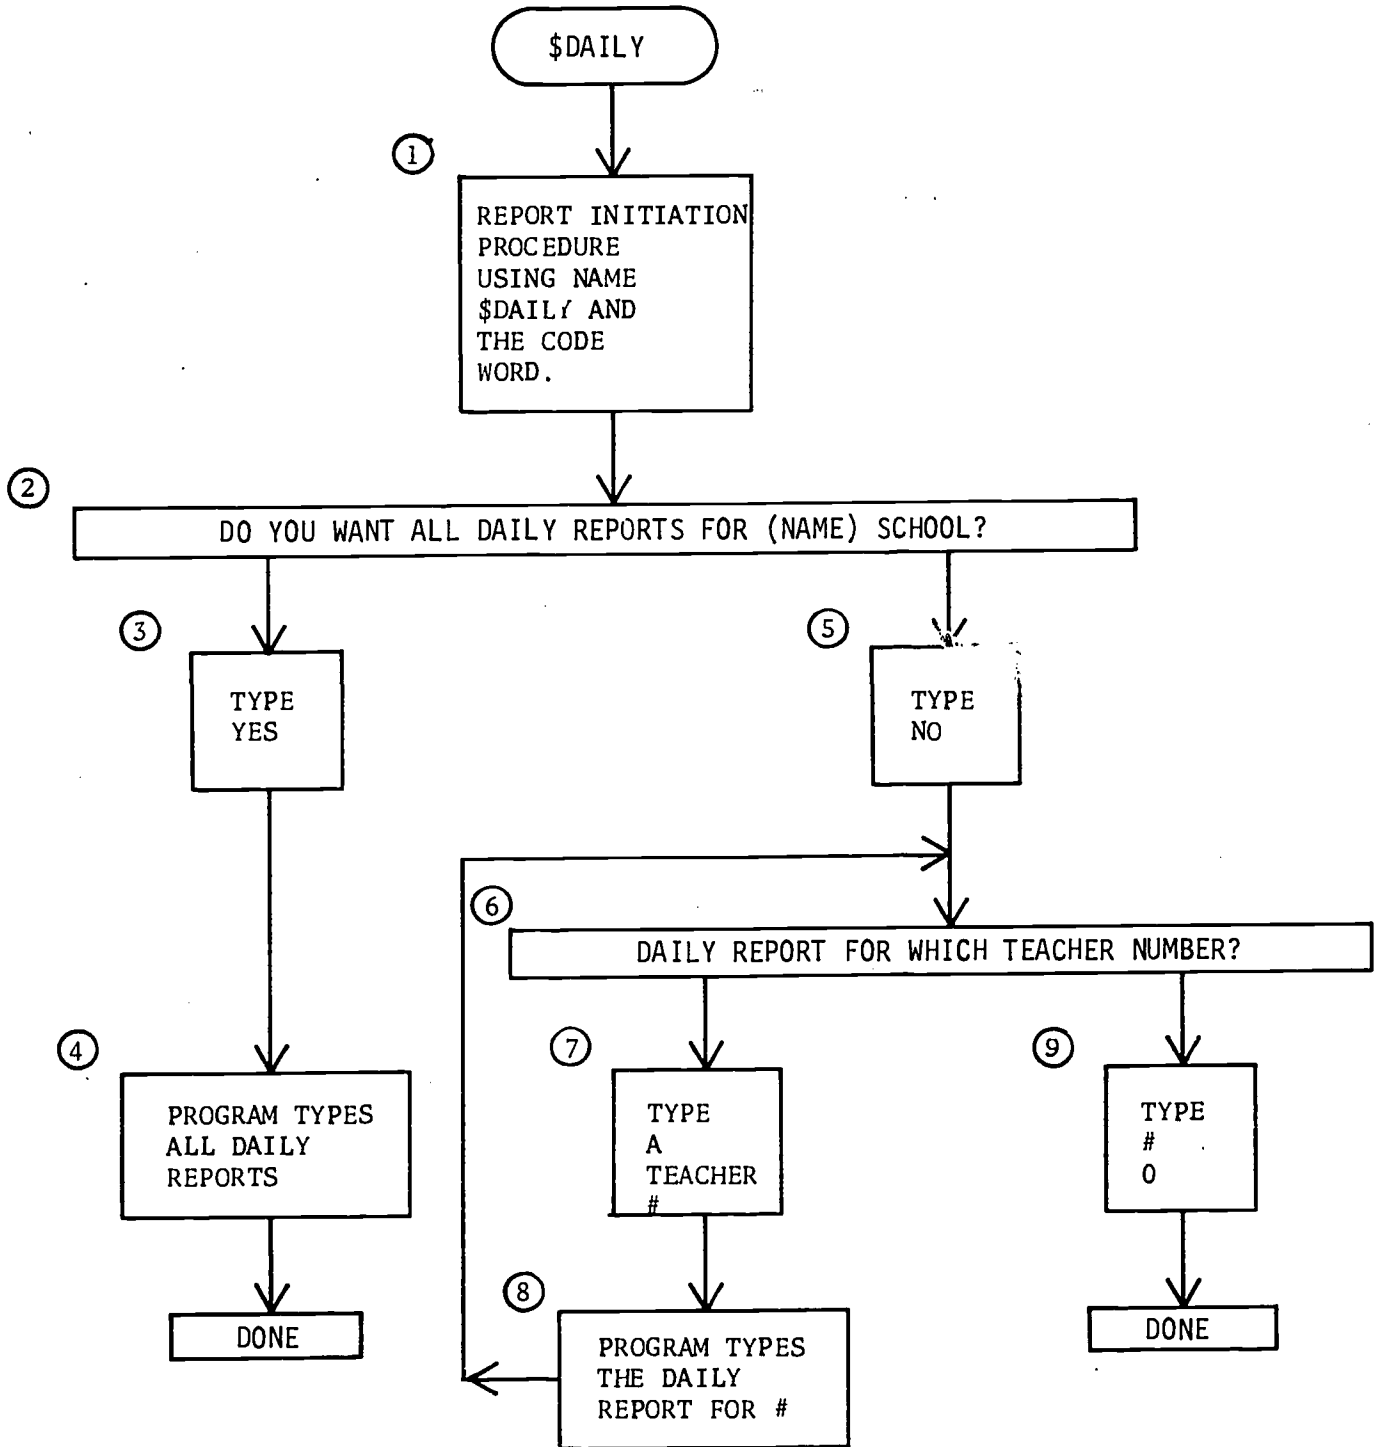 $DAILY
1
REPORT INITIATION
PROCEDURE
USING NAME
$DAILY AND
THE CODE
WORD.
2
DO YOU WANT ALL DAILY REPORTS FOR (NAME) SCHOOL?
3
TYPE
YES
5
TYPE
NO
6
DAILY REPORT FOR WHICH TEACHER NUMBER?
4
PROGRAM TYPES
ALL DAILY
REPORTS
DONE
7
TYPE
A
TEACHER
#
8
PROGRAM TYPES
THE DAILY
REPORT FOR #
9
TYPE
#
0
DONE